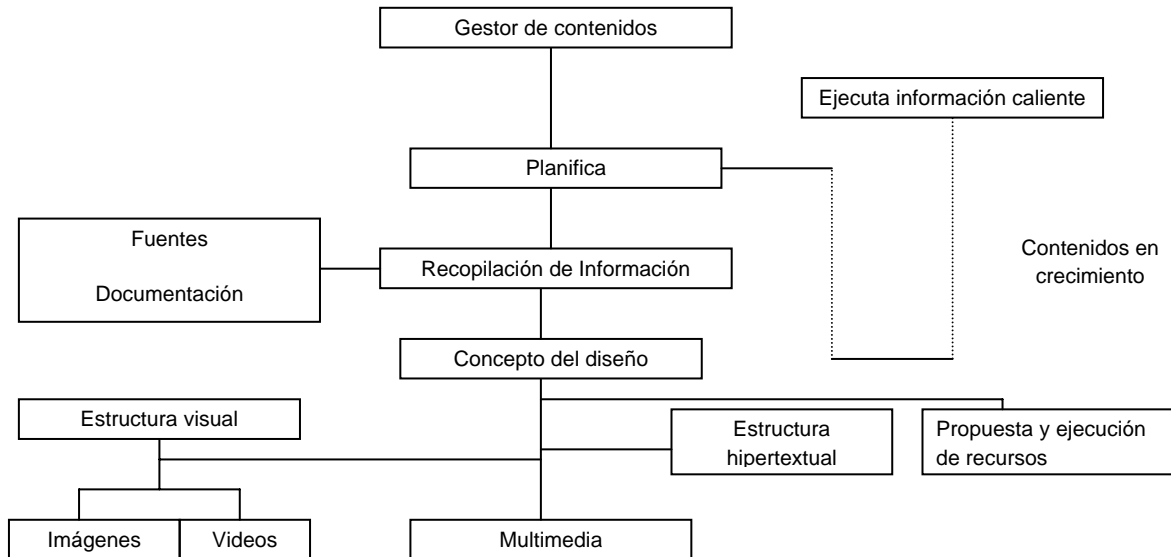 Gestor de contenidos
Ejecuta información caliente
Planifica
Fuentes
Documentación
Recopilación de Información
Contenidos en
crecimiento
Concepto del diseño
Estructura visual
Estructura
hipertextual
Propuesta y ejecución
de recursos
Imágenes
Videos
Multimedia